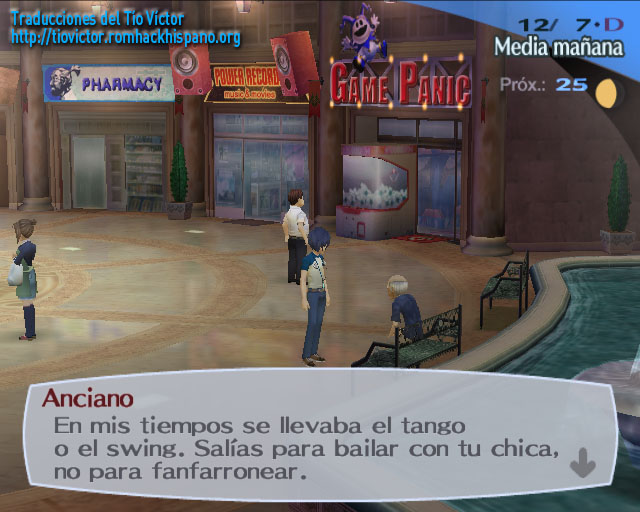 Traducciones del Tio Victor
http://tiovictor.romhackhispano.org
12/ 7·D
Media mañana
Próx.: 25
PHARMACY
POWER RECORD
music & movies
GAME PANIC
Anciano
En mis tiempos se llevaba el tango
o el swing. Salías para bailar con tu chica,
no para fanfarronear.